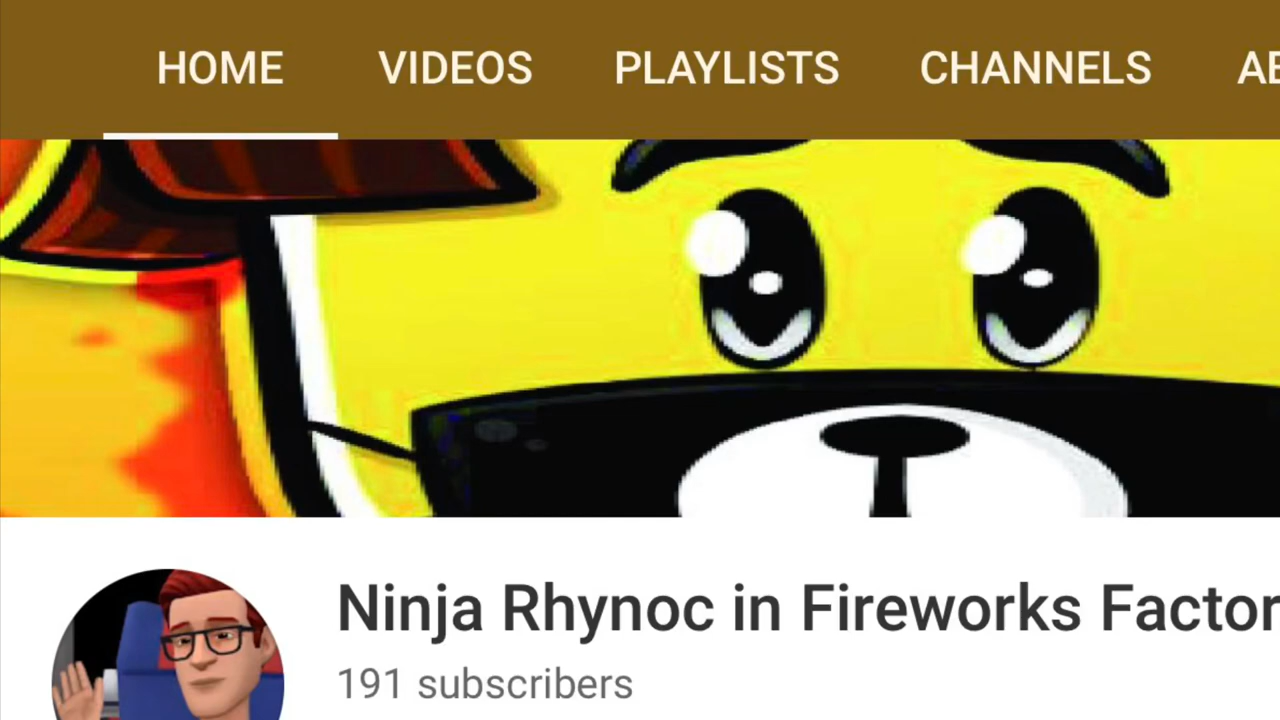 HOME VIDEOS PLAYLISTS CHANNELS
Ninja Rhynoc in Fireworks Factor
191 subscribers